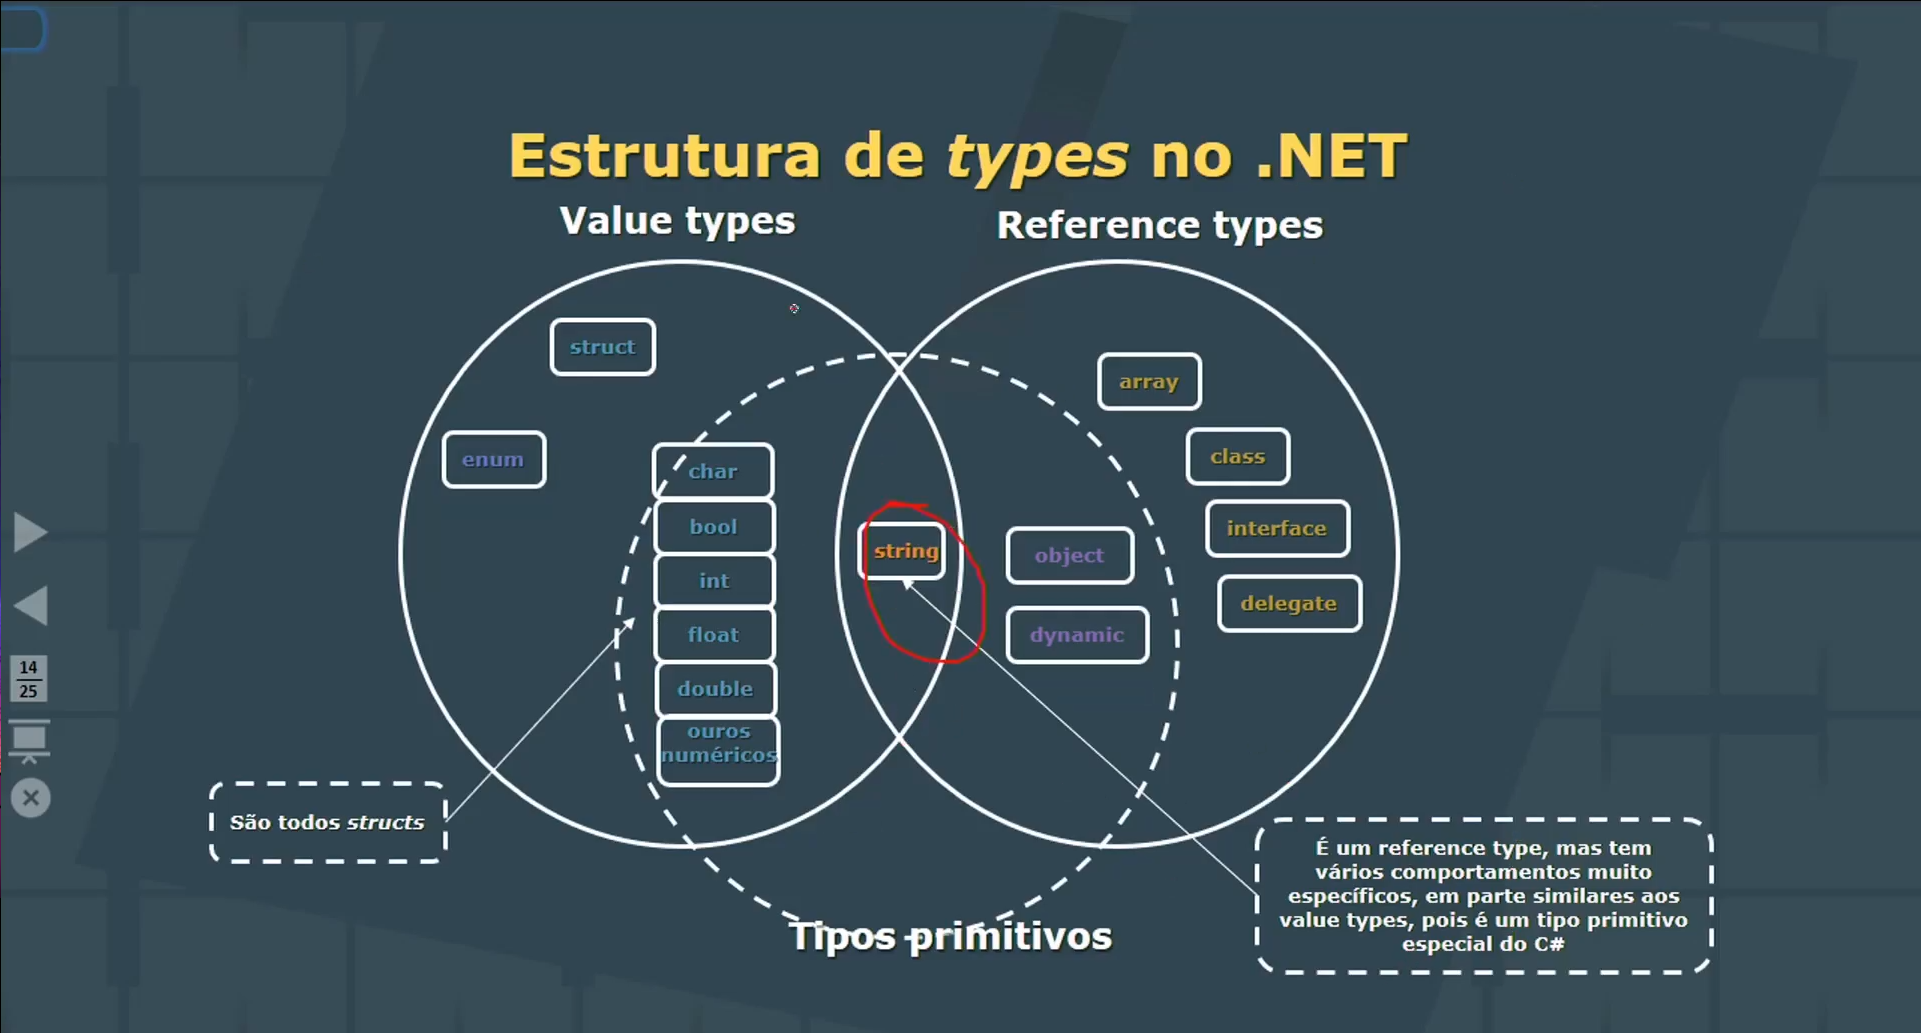 Estrutura de types no .NET
Value types
Reference types
struct
array
enum
class
char
interface
bool
string
object
int
delegate
float
dynamic
double
ouros
numéricos
14
25
São todos structs
É um reference type, mas tem
vários comportamentos muito
específicos, em parte similares aos
value types, pois é um tipo primitivo
especial do C#
Tipos primitivos